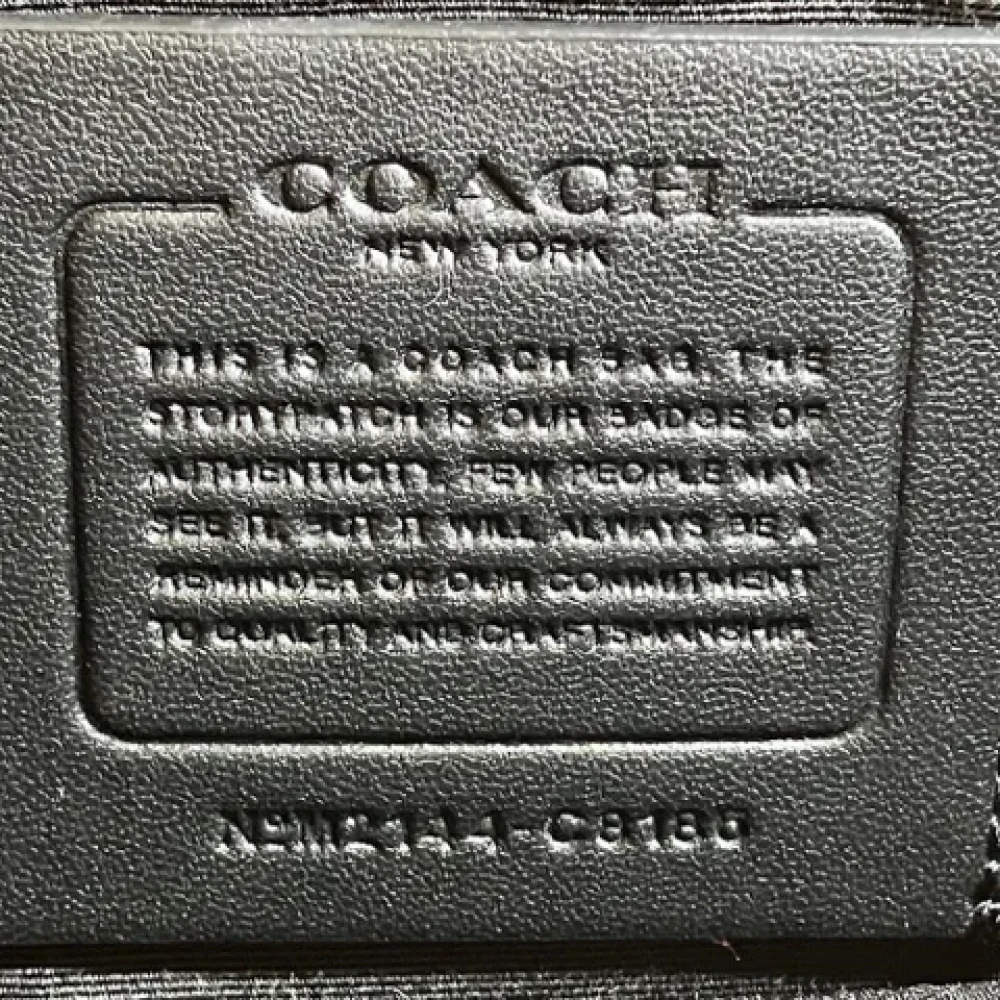 COACH
NEW YORK
THIS IS A COACH BAG. THE
STORYPATCH IS OUR BADGE OF
AUTHENTICITY. FEW PEOPLE MAY
SEE IT, BUT IT WILL ALWAYS BE A
REMINDER OF OUR COMMITMENT
TO QUALITY AND CRAFTSMANSHIP.